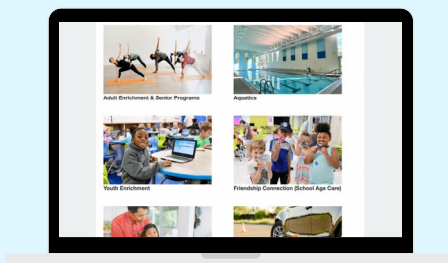 Adult Enrichment & Senior Programs
Aquatics
Youth Enrichment
Friendship Connection (School Age Care)